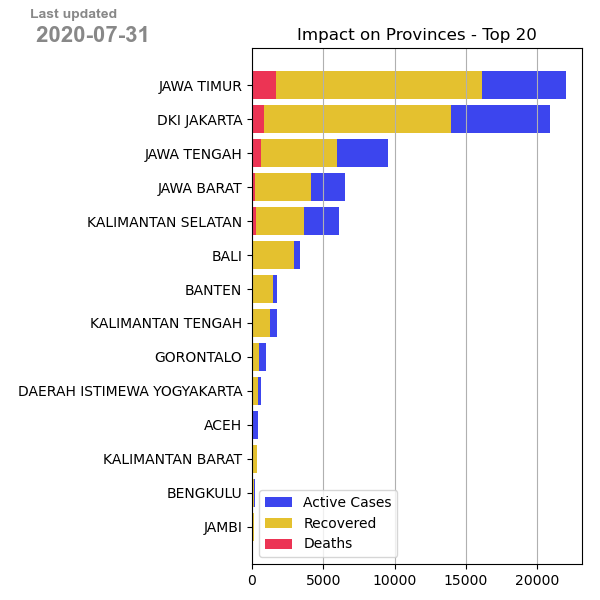 Last updated
2020-07-31
Impact on Provinces - Top 20
JAWA TIMUR
DKI JAKARTA
JAWA TENGAH
JAWA BARAT
KALIMANTAN SELATAN
BALI
BANTEN
KALIMANTAN TENGAH
GORONTALO
DAERAH ISTIMEWA YOGYAKARTA
ACEH
KALIMANTAN BARAT
BENGKULU
JAMBI
Active Cases
Recovered
Deaths
0 5000 10000 15000 20000